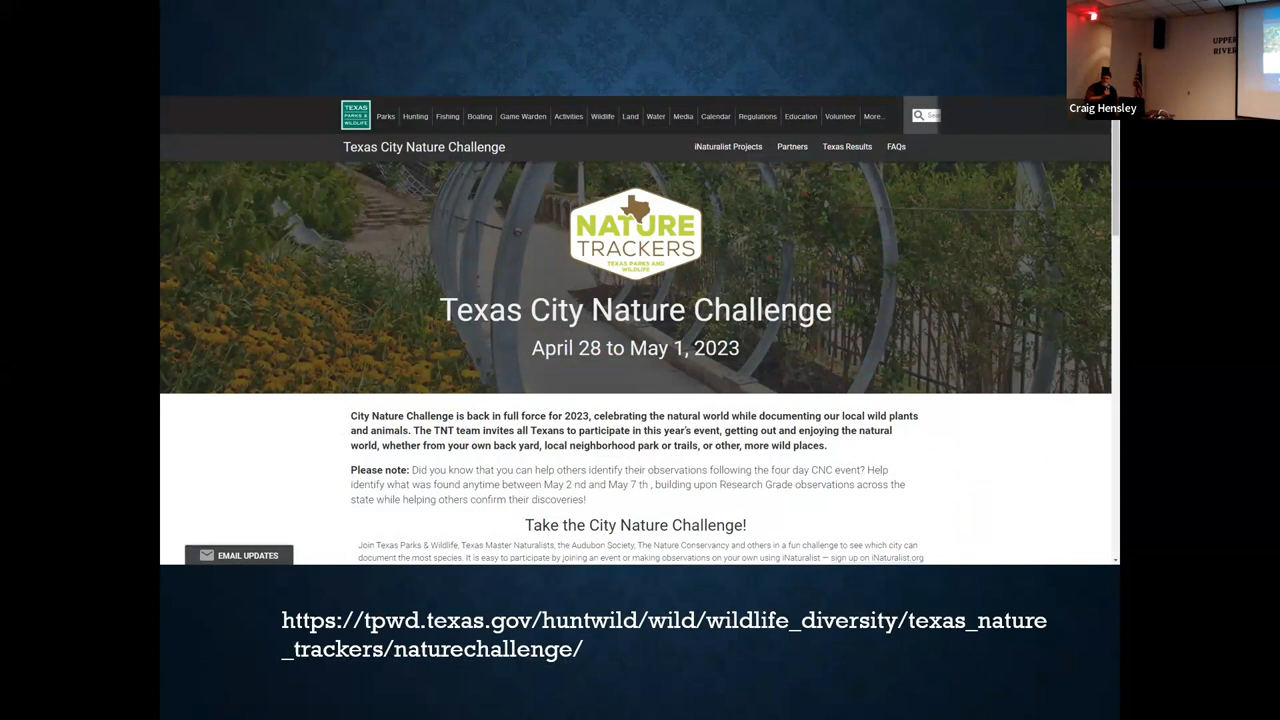 UPPER
RIVER
Craig Hensley
TEXAS
PARKS &
WILDLIFE
Parks Hunting Fishing Boating Game Warden Activities Wildlife Land Water Media Calendar Regulations Education Volunteer More...
Texas City Nature Challenge
iNaturalist Projects Partners Texas Results FAQs
NATURE
TRACKERS
TEXAS PARKS AND
WILDLIFE
Texas City Nature Challenge
April 28 to May 1, 2023
City Nature Challenge is back in full force for 2023, celebrating the natural world while documenting our local wild plants
and animals. The TNT team invites all Texans to participate in this year's event, getting out and enjoying the natural
world, whether from your own back yard, local neighborhood park or trails, or other, more wild places.
Please note: Did you know that you can help others identify their observations following the four day CNC event? Help
identify what was found anytime between May 2 nd and May 7 th , building upon Research Grade observations across the
state while helping others confirm their discoveries!
Take the City Nature Challenge!
Join Texas Parks & Wildlife, Texas Master Naturalists, the Audubon Society, The Nature Conservancy and others in a fun challenge to see which city can
document the most species. It is easy to participate by joining an event or making observations on your own using iNaturalist — sign up on iNaturalist.org
EMAIL UPDATES
https://tpwd.texas.gov/huntwild/wild/wildlife_diversity/texas_nature
_trackers/naturechallenge/